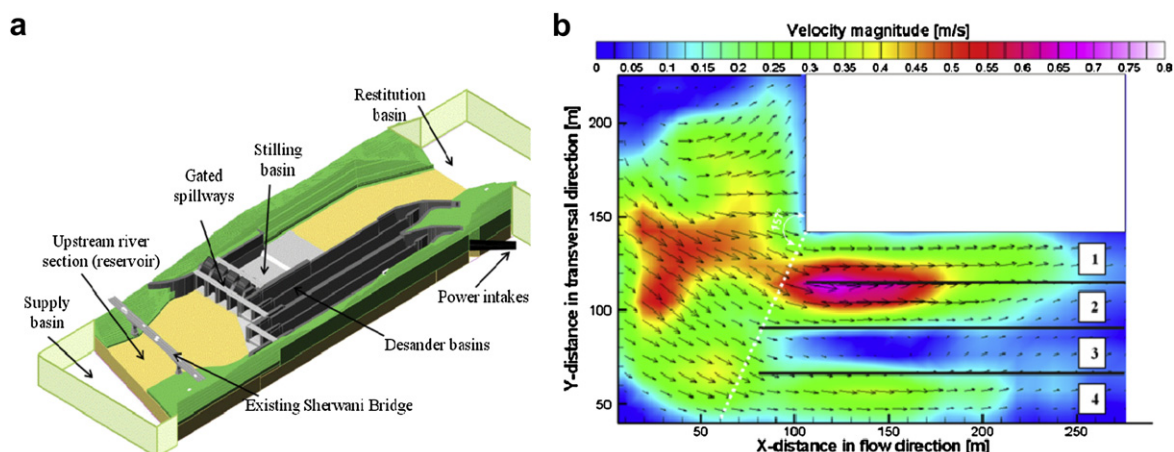 a
Restitution
basin
Stilling
basin
Gated
spillways
Upstream river
section (reservoir)
Supply
basin
Power intakes
Desander basins
Existing Sherwani Bridge
b
Velocity magnitude [m/s]
0 0.05 0.1 0.15 0.2 0.25 0.3 0.35 0.4 0.45 0.5 0.55 0.6 0.65 0.7 0.75 0.8
Y-distance in transversal direction [m]
200
150
100
50
1
2
3
4
50 100 150 200 250
X-distance in flow direction [m]